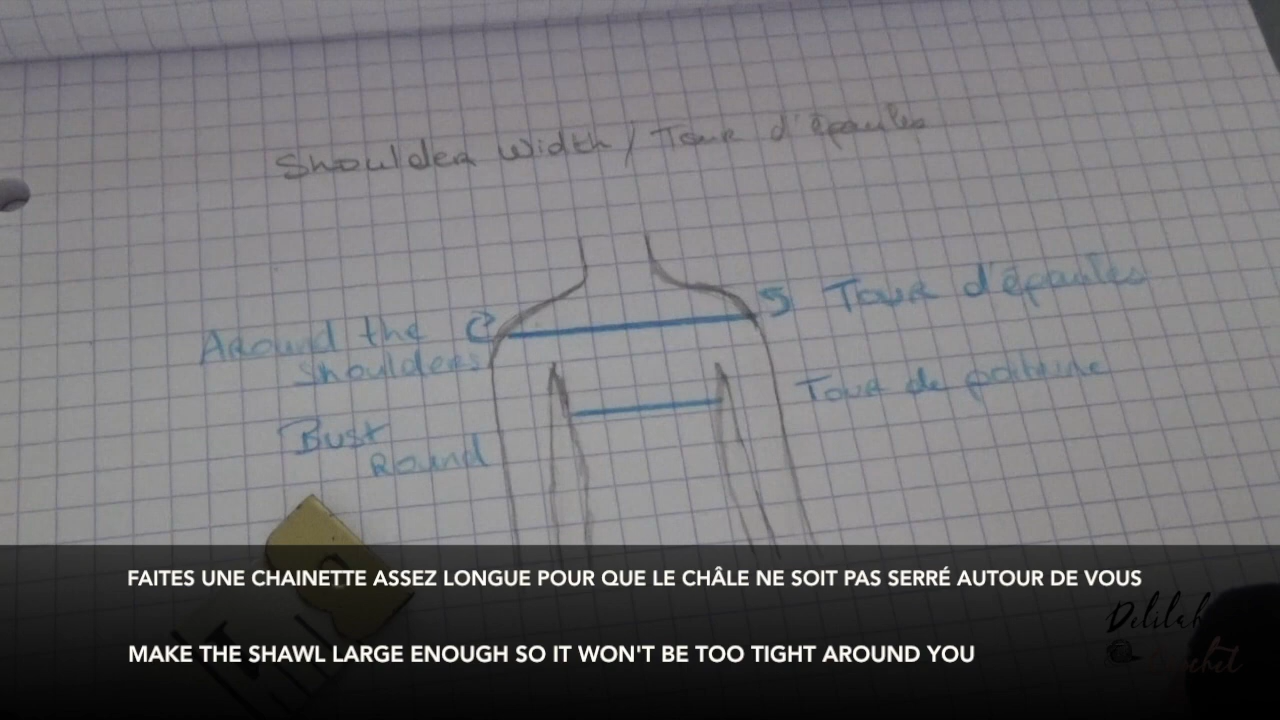 Shoulder Width / Tour d'épaules
Around the shoulders
Tour d'épaules
Bust Round
Tour de poitrine
FAITES UNE CHAINETTE ASSEZ LONGUE POUR QUE LE CHÂLE NE SOIT PAS SERRÉ AUTOUR DE VOUS
MAKE THE SHAWL LARGE ENOUGH SO IT WON'T BE TOO TIGHT AROUND YOU
Delilah